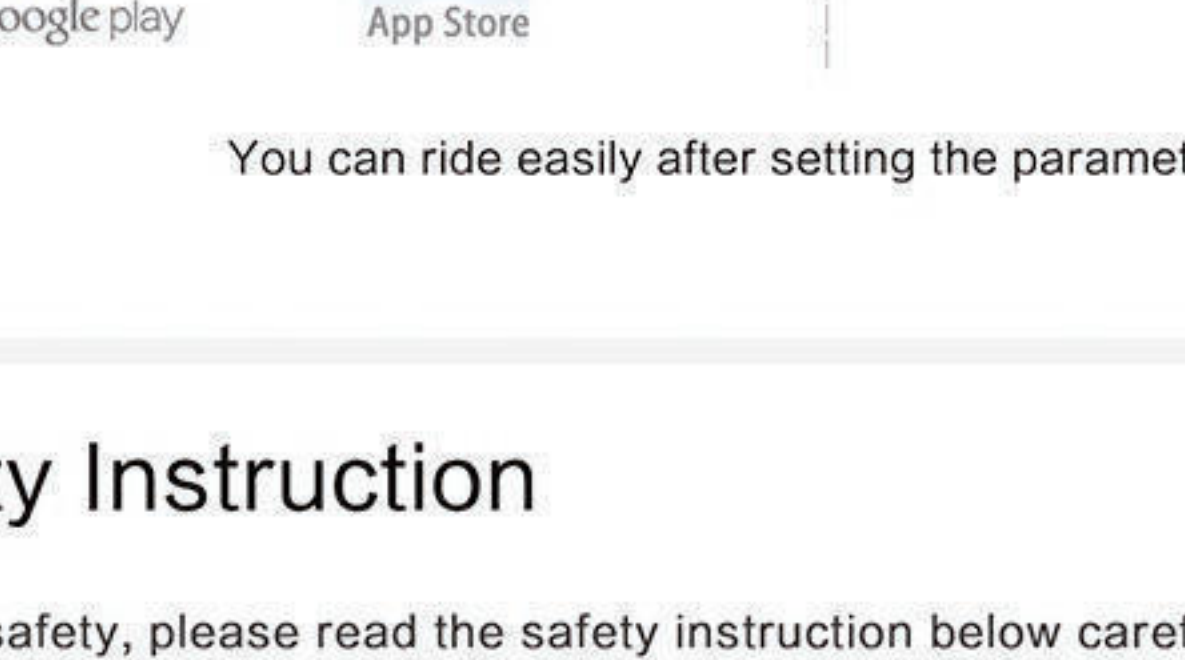 oogle play App Store
You can ride easily after setting the paramet
ty Instruction
safety, please read the safety instruction below caref